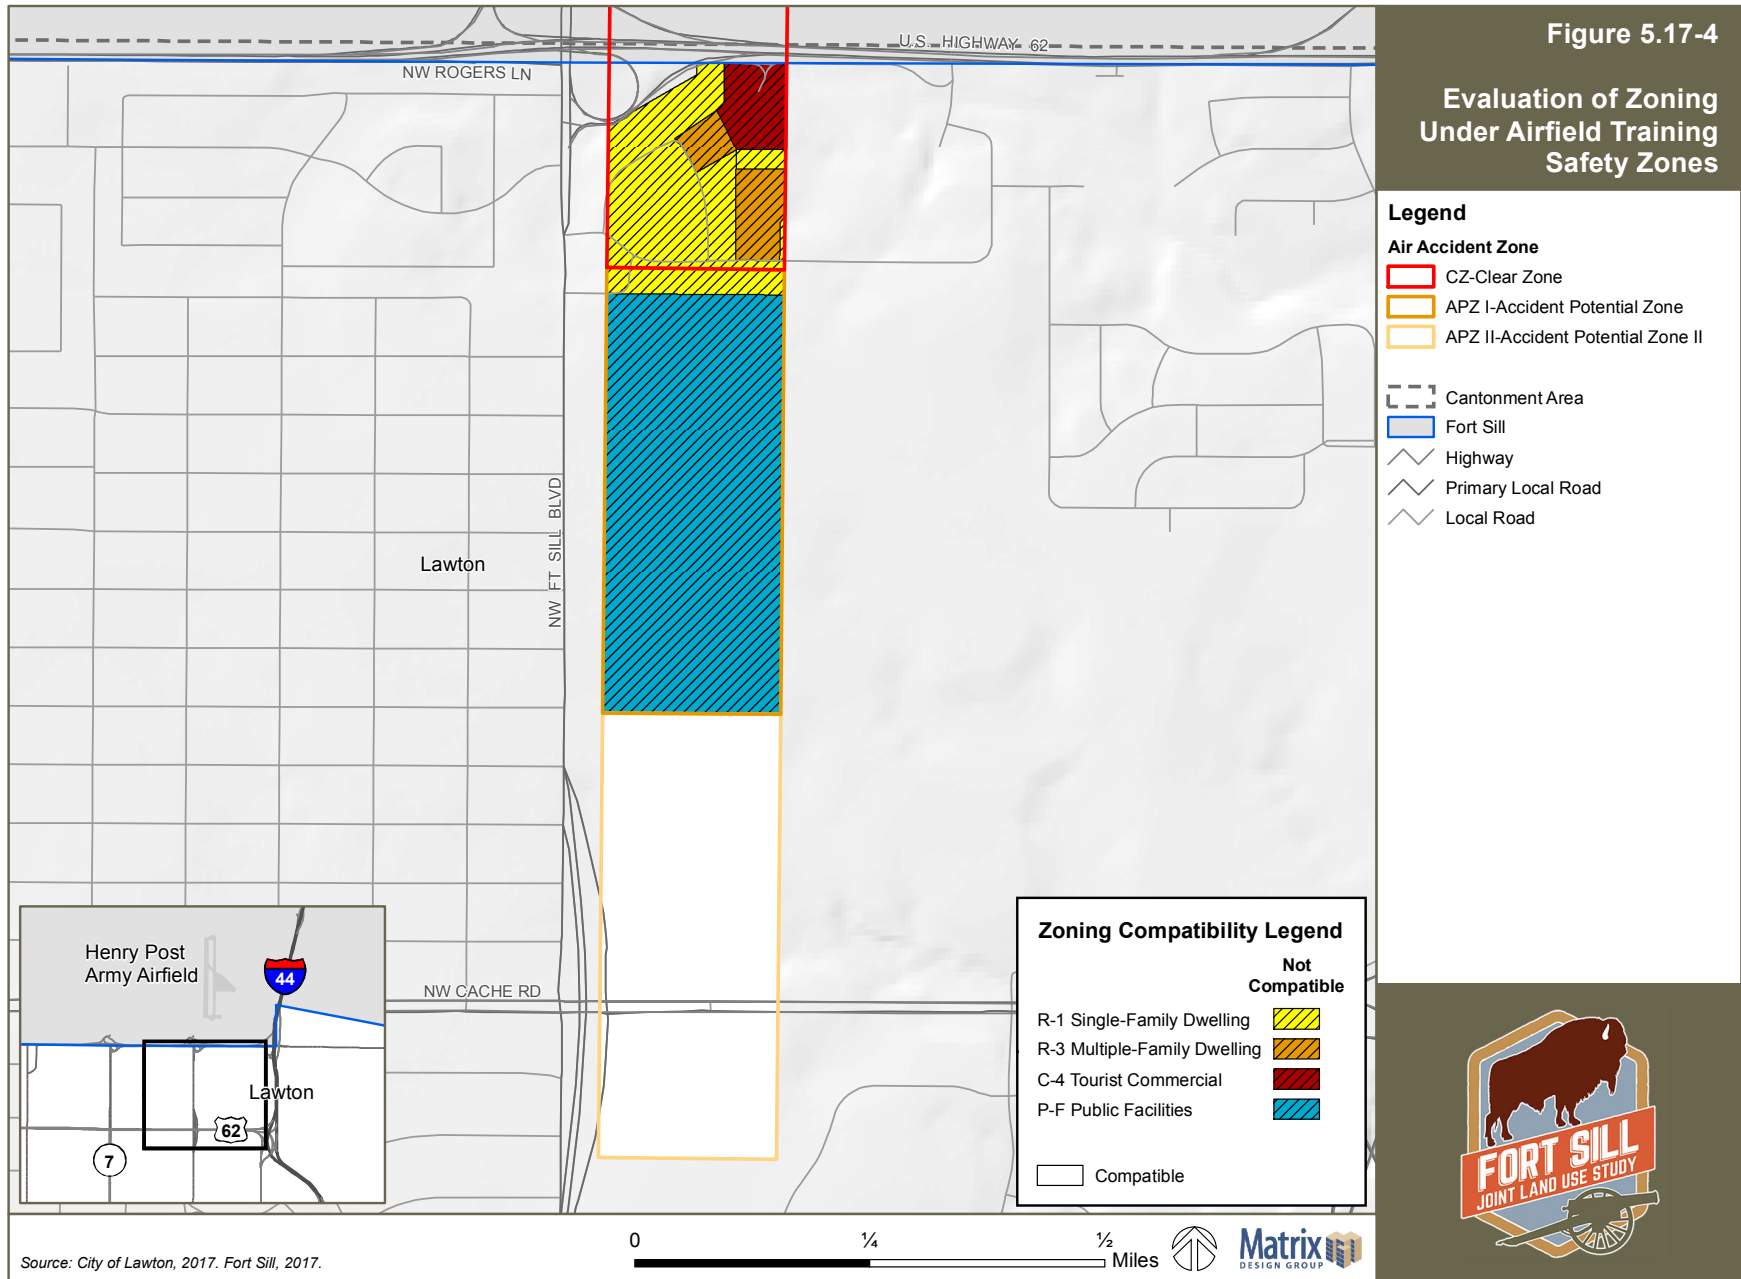 Figure 5.17-4
Evaluation of Zoning
Under Airfield Training
Safety Zones
Legend
Air Accident Zone
CZ-Clear Zone
APZ I-Accident Potential Zone
APZ II-Accident Potential Zone II
Cantonment Area
Fort Sill
Highway
Primary Local Road
Local Road
U.S. HIGHWAY 62
NW ROGERS LN
NW FT SILL BLVD
Lawton
NW CACHE RD
Henry Post
Army Airfield
44
Lawton
62
7
Zoning Compatibility Legend
Not
Compatible
R-1 Single-Family Dwelling
R-3 Multiple-Family Dwelling
C-4 Tourist Commercial
P-F Public Facilities
Compatible
FORT SILL
JOINT LAND USE STUDY
Source: City of Lawton, 2017. Fort Sill, 2017.
0 ¼ ½
Miles
Matrix
DESIGN GROUP